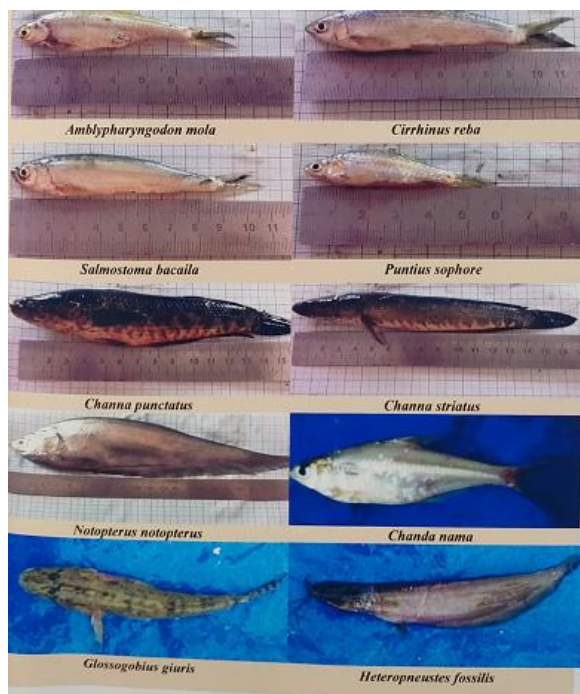 Amblypharyngodon mola
Cirrhinus reba
Salmostoma bacaila
Puntius sophore
Channa punctatus
Channa striatus
Notopterus notopterus
Chanda nama
Glossogobius giuris
Heteropneustes fossilis